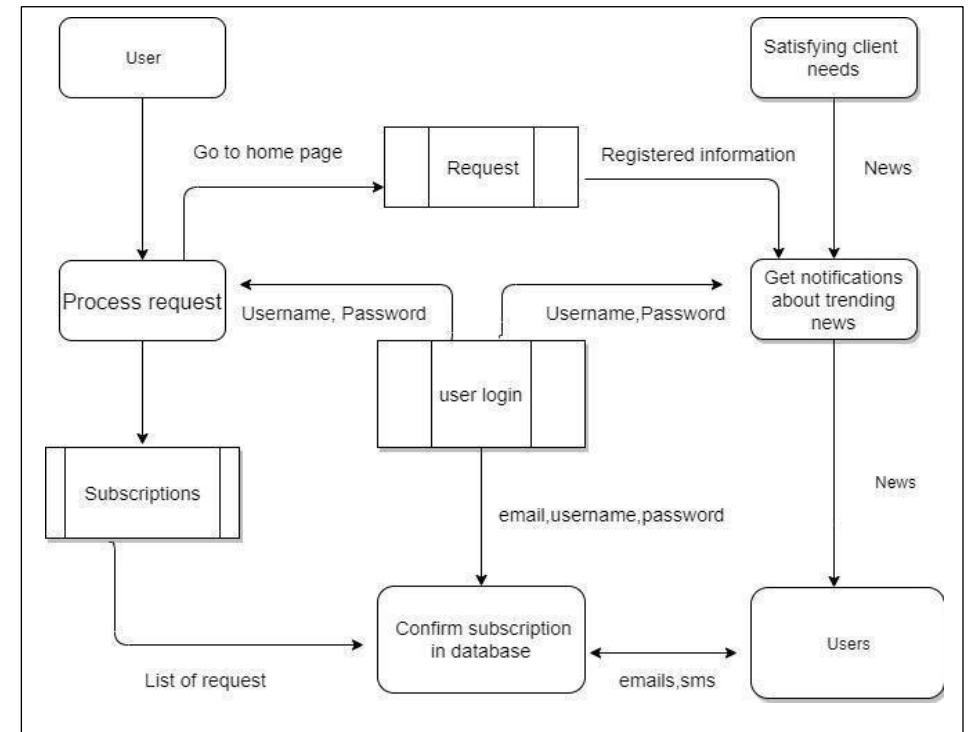 User
Satisfying client
needs
Go to home page
Request
Registered information
News
Process request
Get notifications
about trending
news
Username, Password
Username,Password
user login
Subscriptions
News
email,username,password
Confirm subscription
in database
Users
List of request
emails,sms